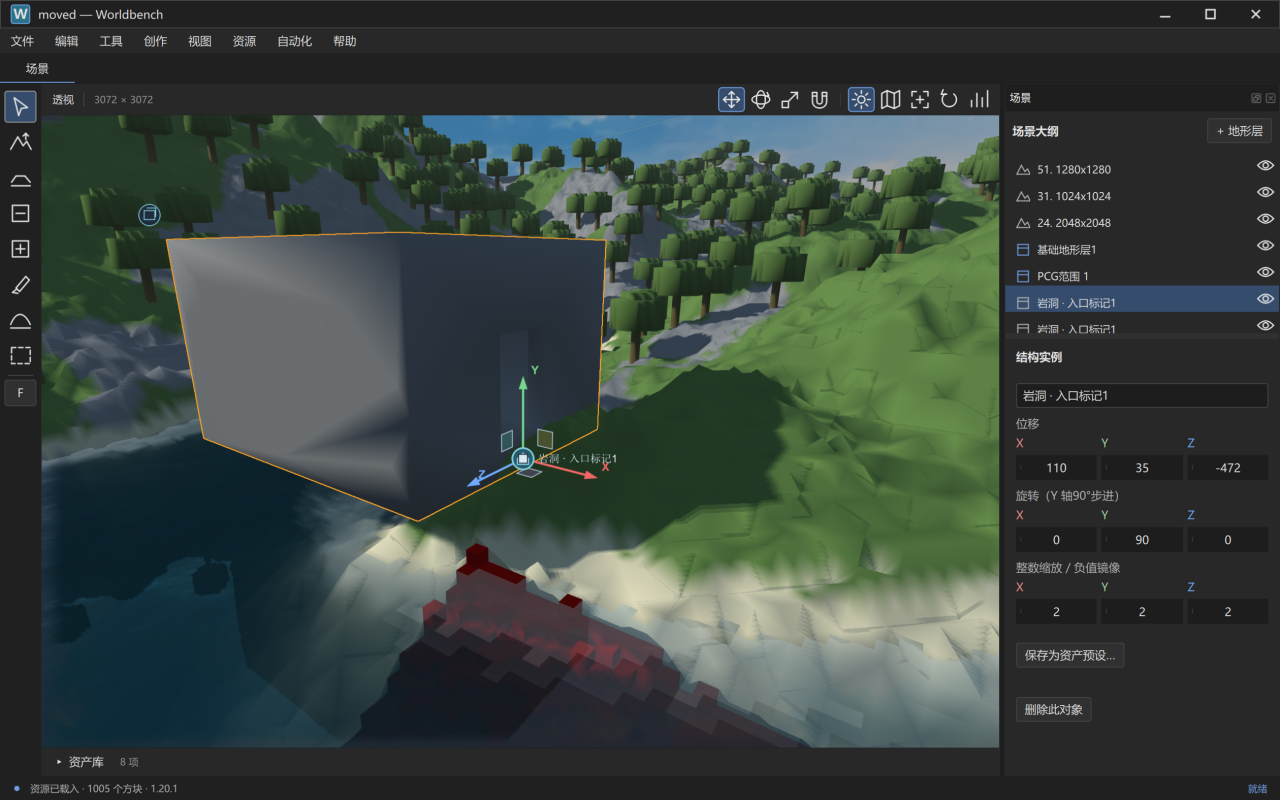 W moved — Worldbench
文件 编辑 工具 创作 视图 资源 自动化 帮助
场景
透视 3072 × 3072
场景
场景大纲 + 地形层
51. 1280x1280
31. 1024x1024
24. 2048x2048
基础地形层1
PCG范围 1
岩洞 · 入口标记1
岩洞 · 入口标记1
F
Y
岩洞 · 入口标记1
X
Z
结构实例
岩洞 · 入口标记1
位移
X Y Z
110 35 -472
旋转（Y 轴90°步进）
X Y Z
0 90 0
整数缩放 / 负值镜像
X Y Z
2 2 2
保存为资产预设...
删除此对象
资产库 8 项
资源已载入 · 1005 个方块 · 1.20.1 就绪